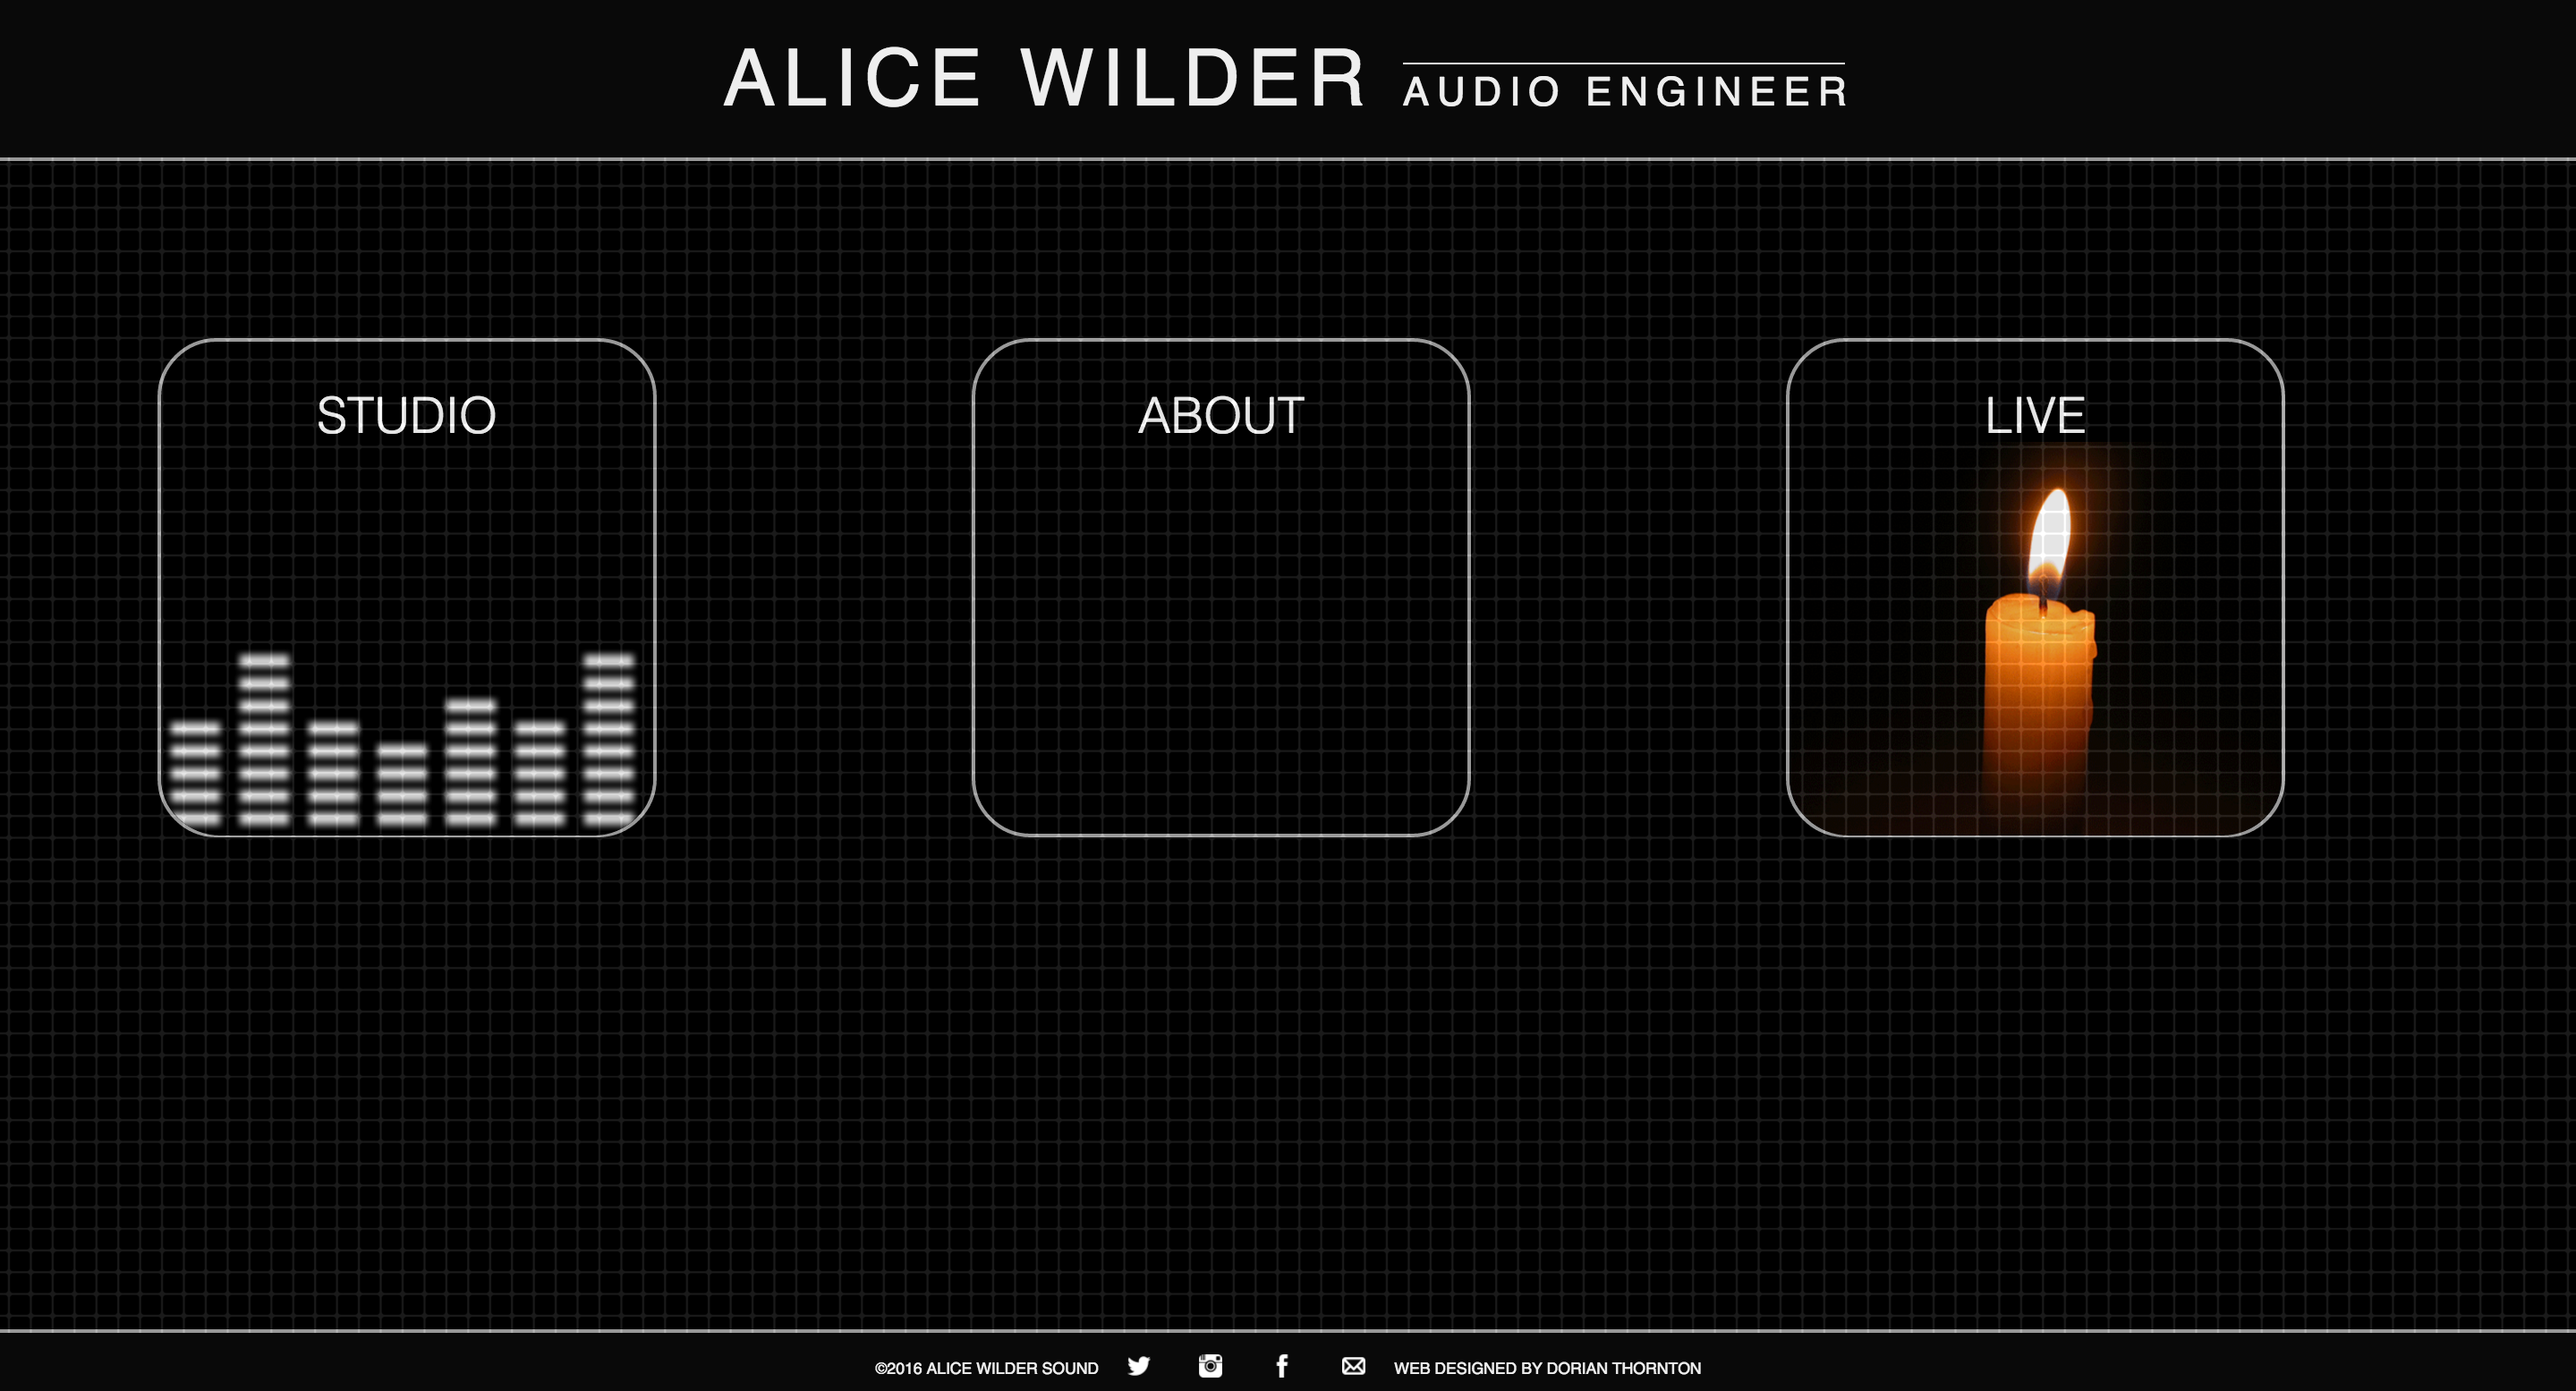 ALICE WILDER AUDIO ENGINEER
STUDIO
ABOUT
LIVE
©2016 ALICE WILDER SOUND
WEB DESIGNED BY DORIAN THORNTON